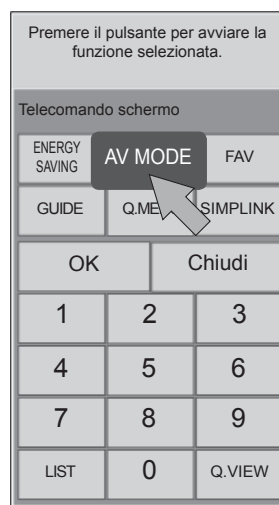 Premere il pulsante per avviare la
funzione selezionata.
Telecomando schermo
ENERGY
SAVING
AV MODE
FAV
GUIDE
Q.ME
SIMPLINK
OK
Chiudi
1
2
3
4
5
6
7
8
9
LIST
0
Q.VIEW